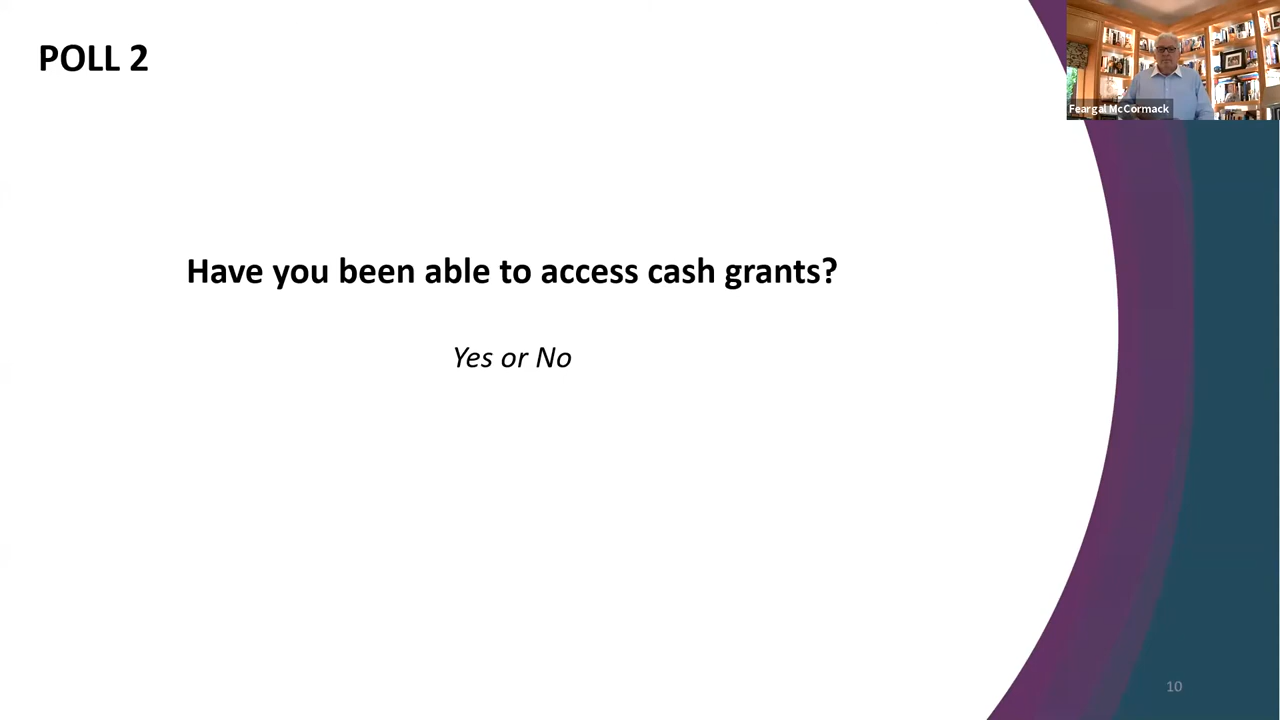 POLL 2
Feargal McCormack
Have you been able to access cash grants?
Yes or No
10